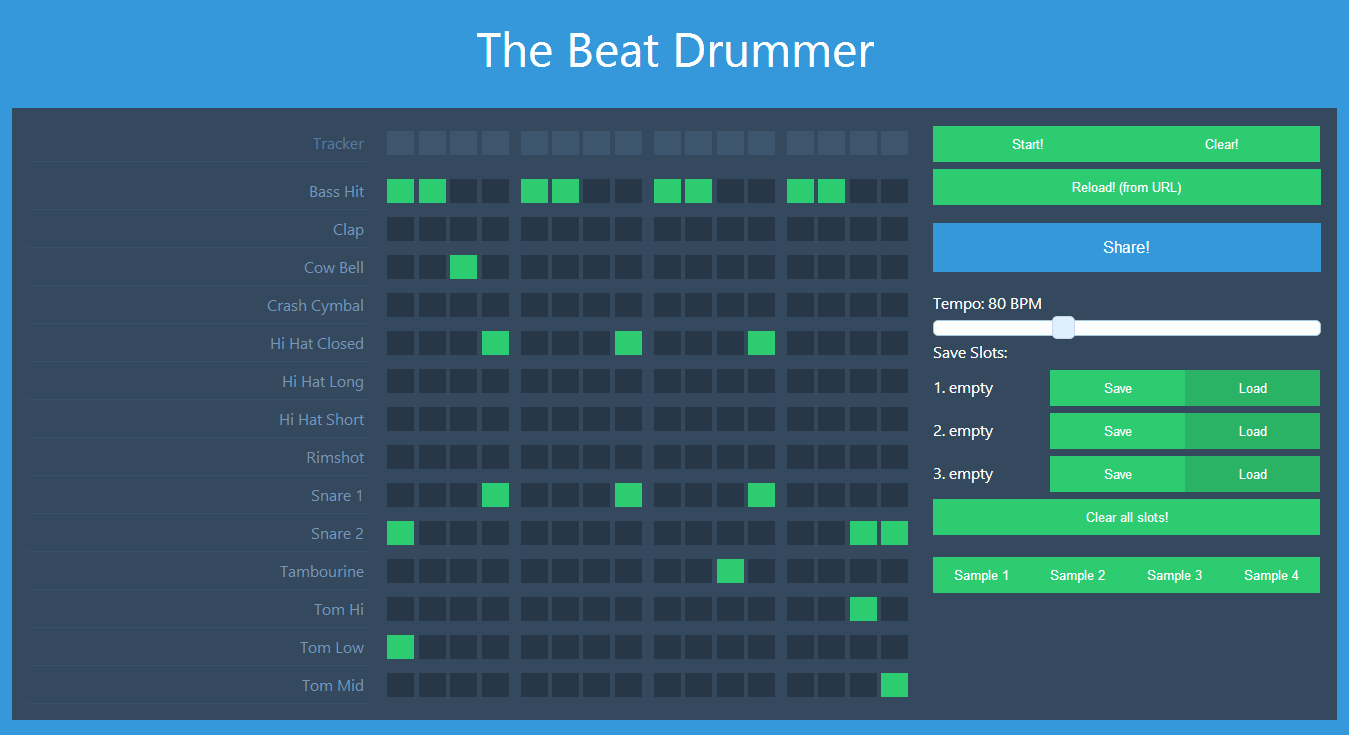 The Beat Drummer
Tracker
Bass Hit
Clap
Cow Bell
Crash Cymbal
Hi Hat Closed
Hi Hat Long
Hi Hat Short
Rimshot
Snare 1
Snare 2
Tambourine
Tom Hi
Tom Low
Tom Mid
Start! Clear!
Reload! (from URL)
Share!
Tempo: 80 BPM
Save Slots:
1. empty Save Load
2. empty Save Load
3. empty Save Load
Clear all slots!
Sample 1 Sample 2 Sample 3 Sample 4